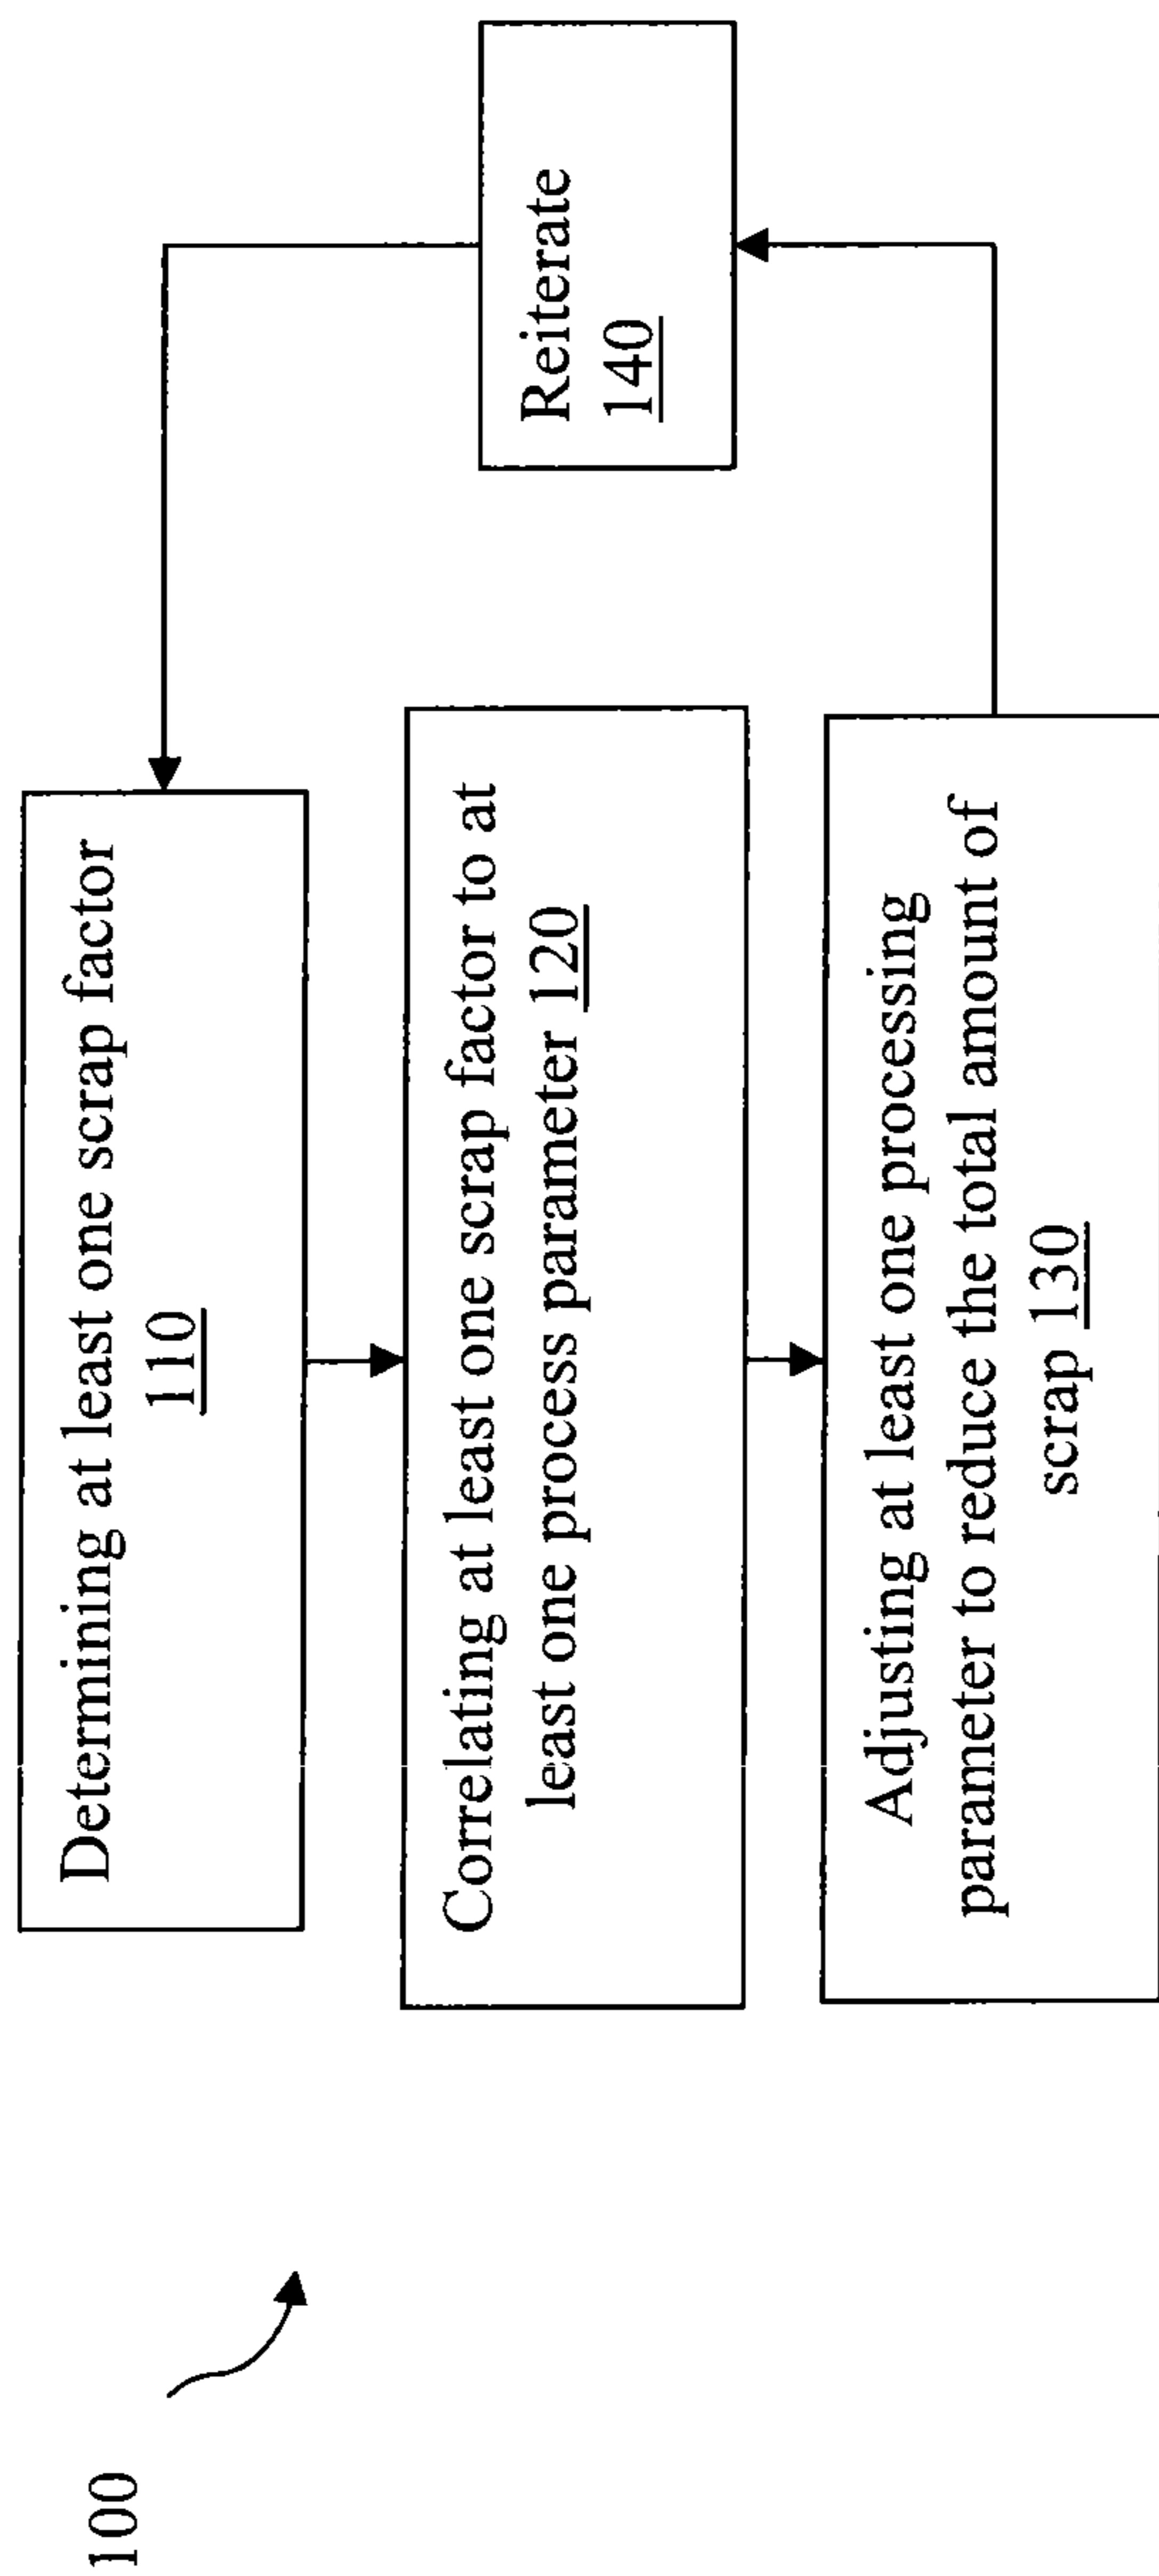 100
Determining at least one scrap factor
110
Correlating at least one scrap factor to at
least one process parameter 120
Adjusting at least one processing
parameter to reduce the total amount of
scrap 130
Reiterate
140